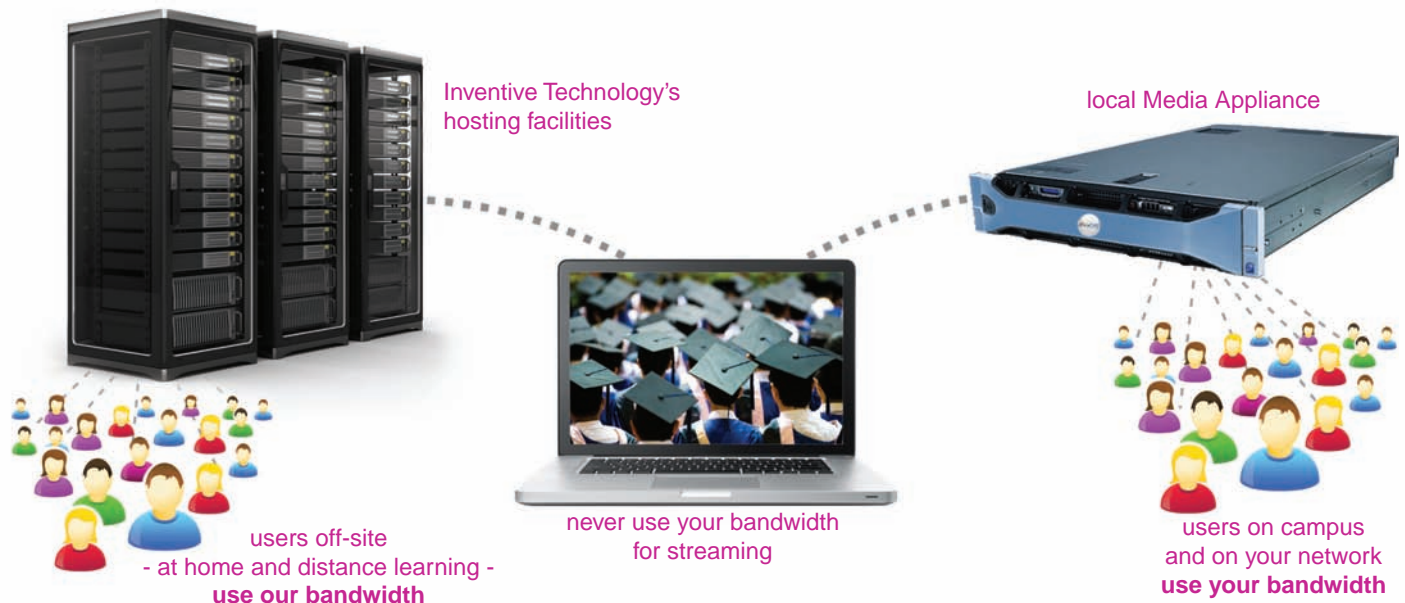 Inventive Technology's
hosting facilities
local Media Appliance
never use your bandwidth
for streaming
users off-site
- at home and distance learning -
use our bandwidth
users on campus
and on your network
use your bandwidth